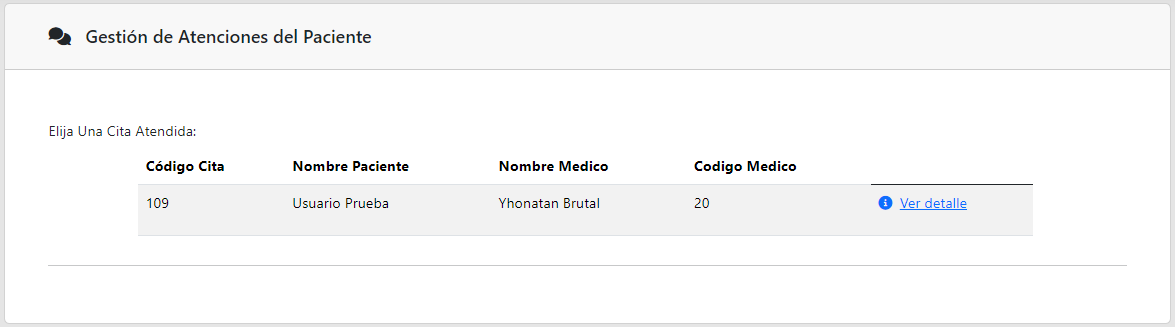 Gestión de Atenciones del Paciente
Elija Una Cita Atendida:
Código Cita Nombre Paciente Nombre Medico Codigo Medico
109 Usuario Prueba Yhonatan Brutal 20 Ver detalle